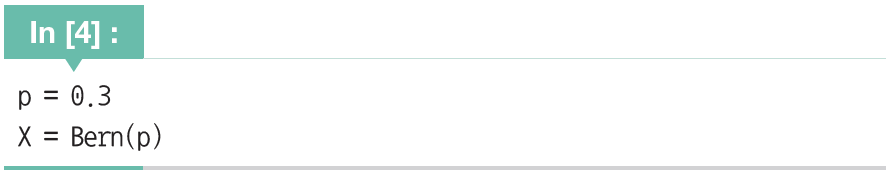 In [4] :
p = 0.3
X = Bern(p)